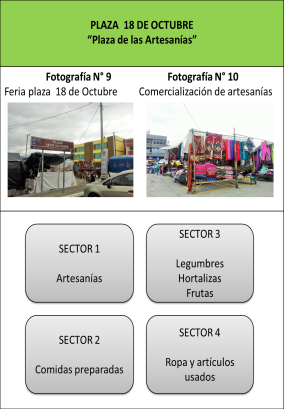 PLAZA 18 DE OCTUBRE
“Plaza de las Artesanías”
Fotografía N° 9
Feria plaza 18 de Octubre
Fotografía N° 10
Comercialización de artesanías
SECTOR 1
Artesanías
SECTOR 3
Legumbres
Hortalizas
Frutas
SECTOR 2
Comidas preparadas
SECTOR 4
Ropa y artículos
usados